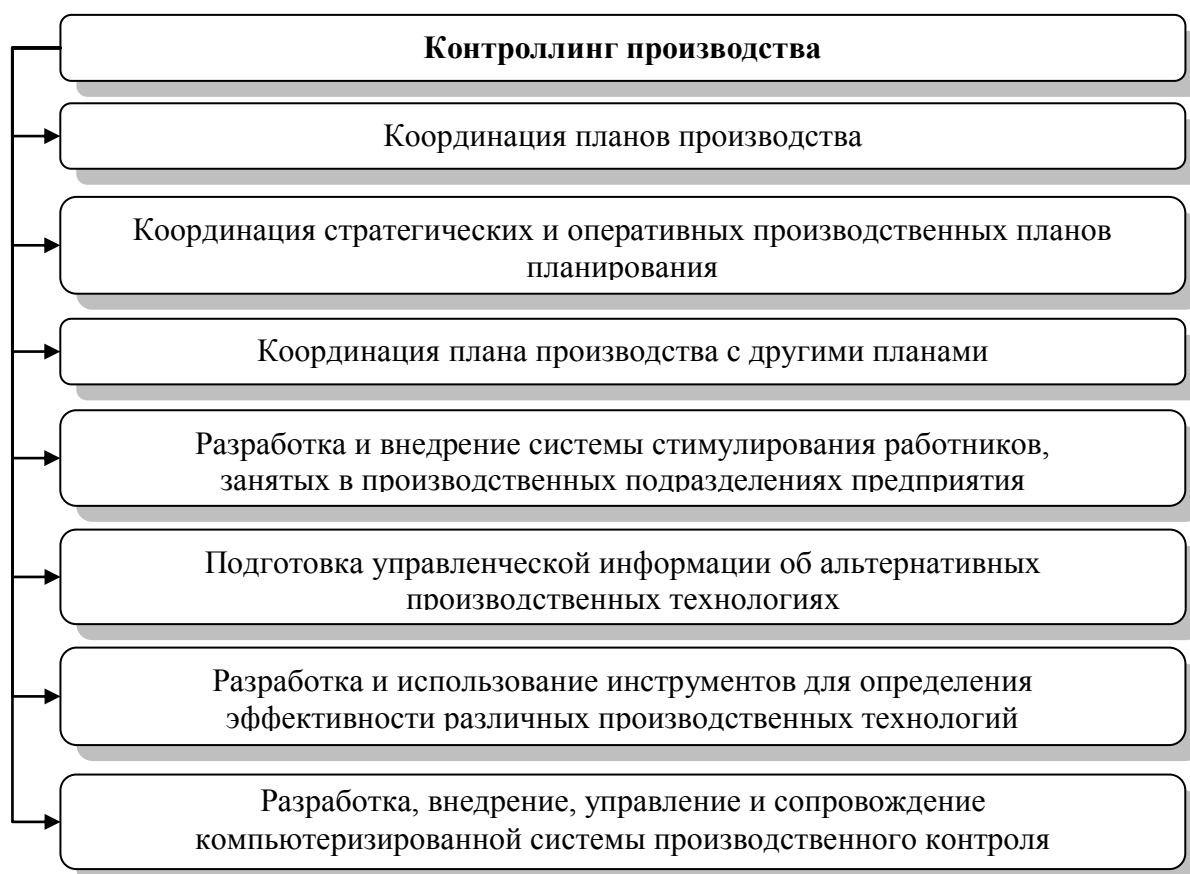 Контроллинг производства
Координация планов производства
Координация стратегических и оперативных производственных планов
планирования
Координация плана производства с другими планами
Разработка и внедрение системы стимулирования работников,
занятых в производственных подразделениях предприятия
Подготовка управленческой информации об альтернативных
производственных технологиях
Разработка и использование инструментов для определения
эффективности различных производственных технологий
Разработка, внедрение, управление и сопровождение
компьютеризированной системы производственного контроля